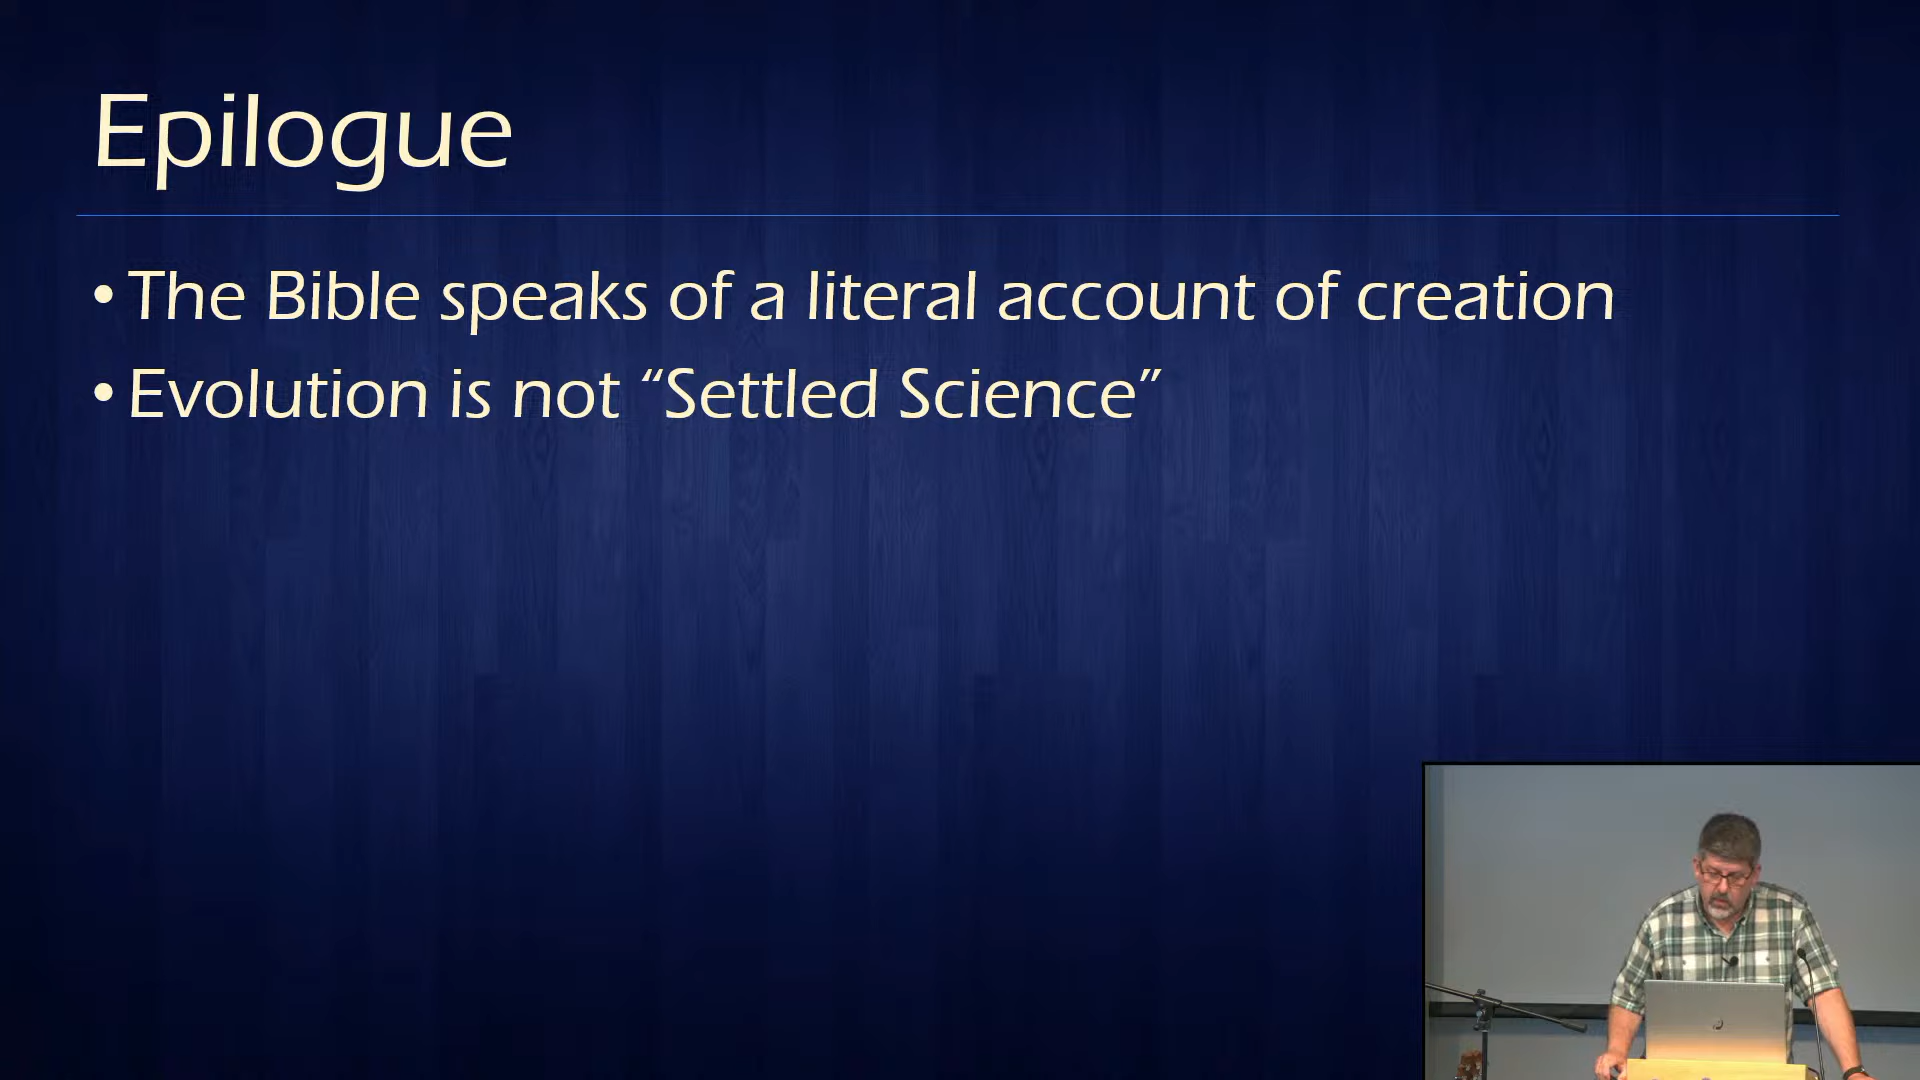 Epilogue
• The Bible speaks of a literal account of creation
• Evolution is not “Settled Science”